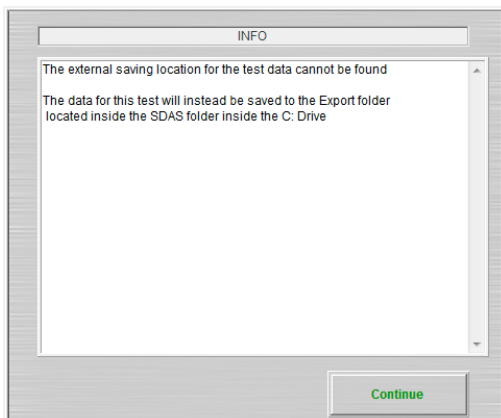 INFO
The external saving location for the test data cannot be found
The data for this test will instead be saved to the Export folder
located inside the SDAS folder inside the C: Drive
Continue